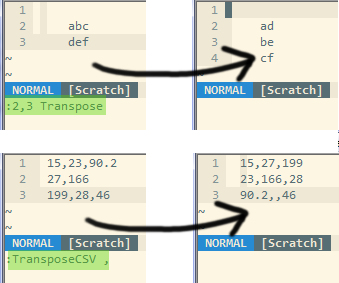 1
2 abc
3 def
~
~
NORMAL [Scratch]
:2,3 Transpose
1
2 ad
3 be
4 cf
~
NORMAL [Scratch]
1 15,23,90.2
2 27,166
3 199,28,46
~
~
NORMAL [Scratch]
:TransposeCSV ,
1 15,27,199
2 23,166,28
3 90.2,,46
~
~
NORMAL [Scratch]